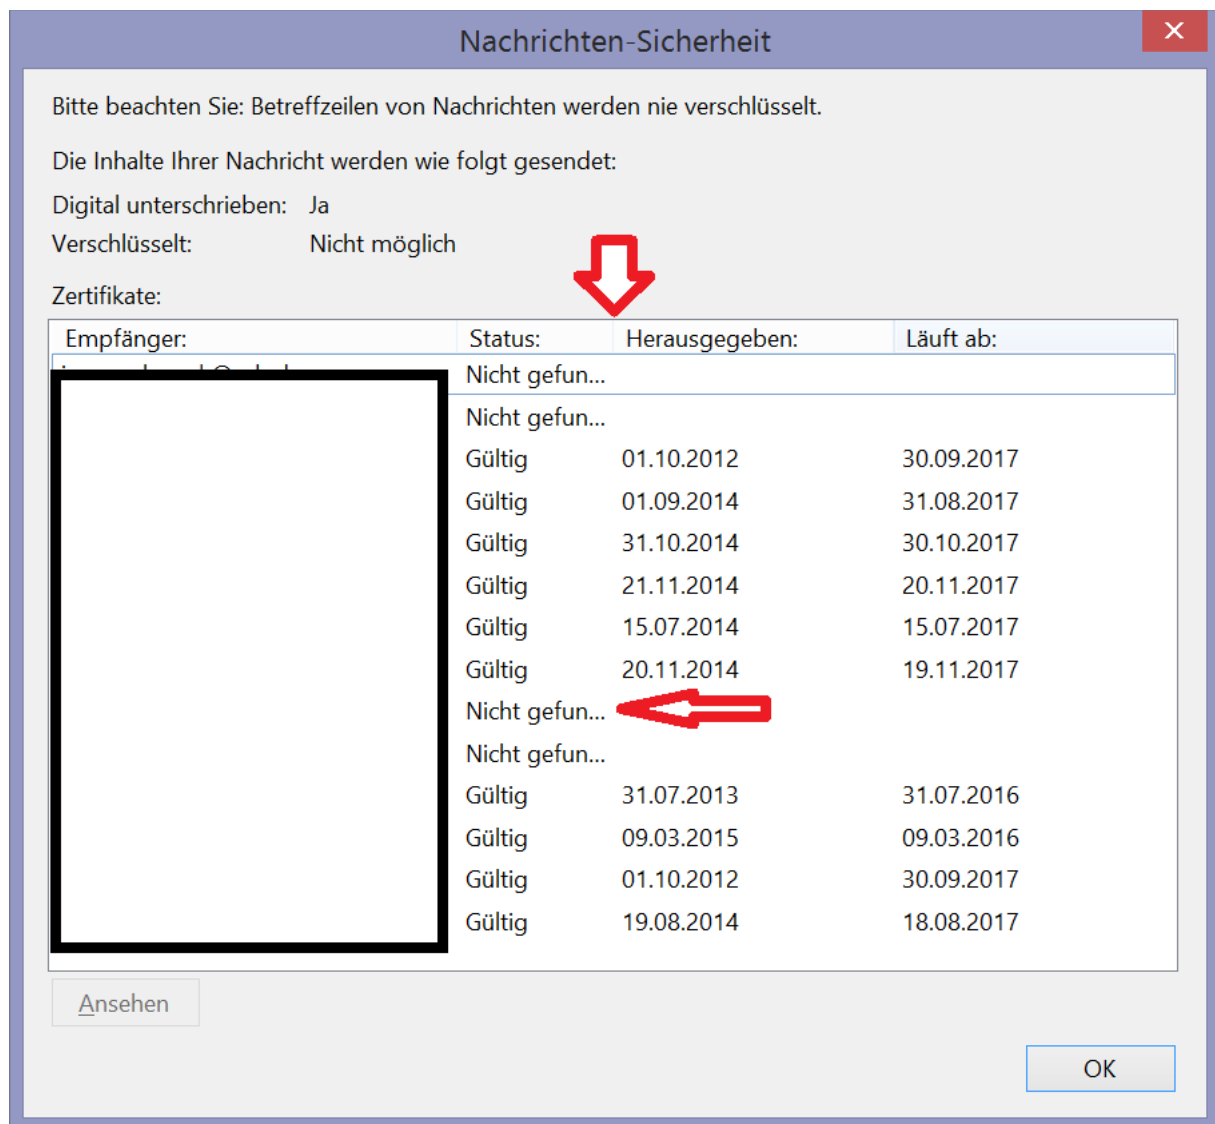 Nachrichten-Sicherheit
Bitte beachten Sie: Betreffzeilen von Nachrichten werden nie verschlüsselt.
Die Inhalte Ihrer Nachricht werden wie folgt gesendet:
Digital unterschrieben: Ja
Verschlüsselt: Nicht möglich
Zertifikate:
Empfänger: Status: Herausgegeben: Läuft ab:
Nicht gefun...
Nicht gefun...
Gültig 01.10.2012 30.09.2017
Gültig 01.09.2014 31.08.2017
Gültig 31.10.2014 30.10.2017
Gültig 21.11.2014 20.11.2017
Gültig 15.07.2014 15.07.2017
Gültig 20.11.2014 19.11.2017
Nicht gefun...
Nicht gefun...
Gültig 31.07.2013 31.07.2016
Gültig 09.03.2015 09.03.2016
Gültig 01.10.2012 30.09.2017
Gültig 19.08.2014 18.08.2017
Ansehen
OK